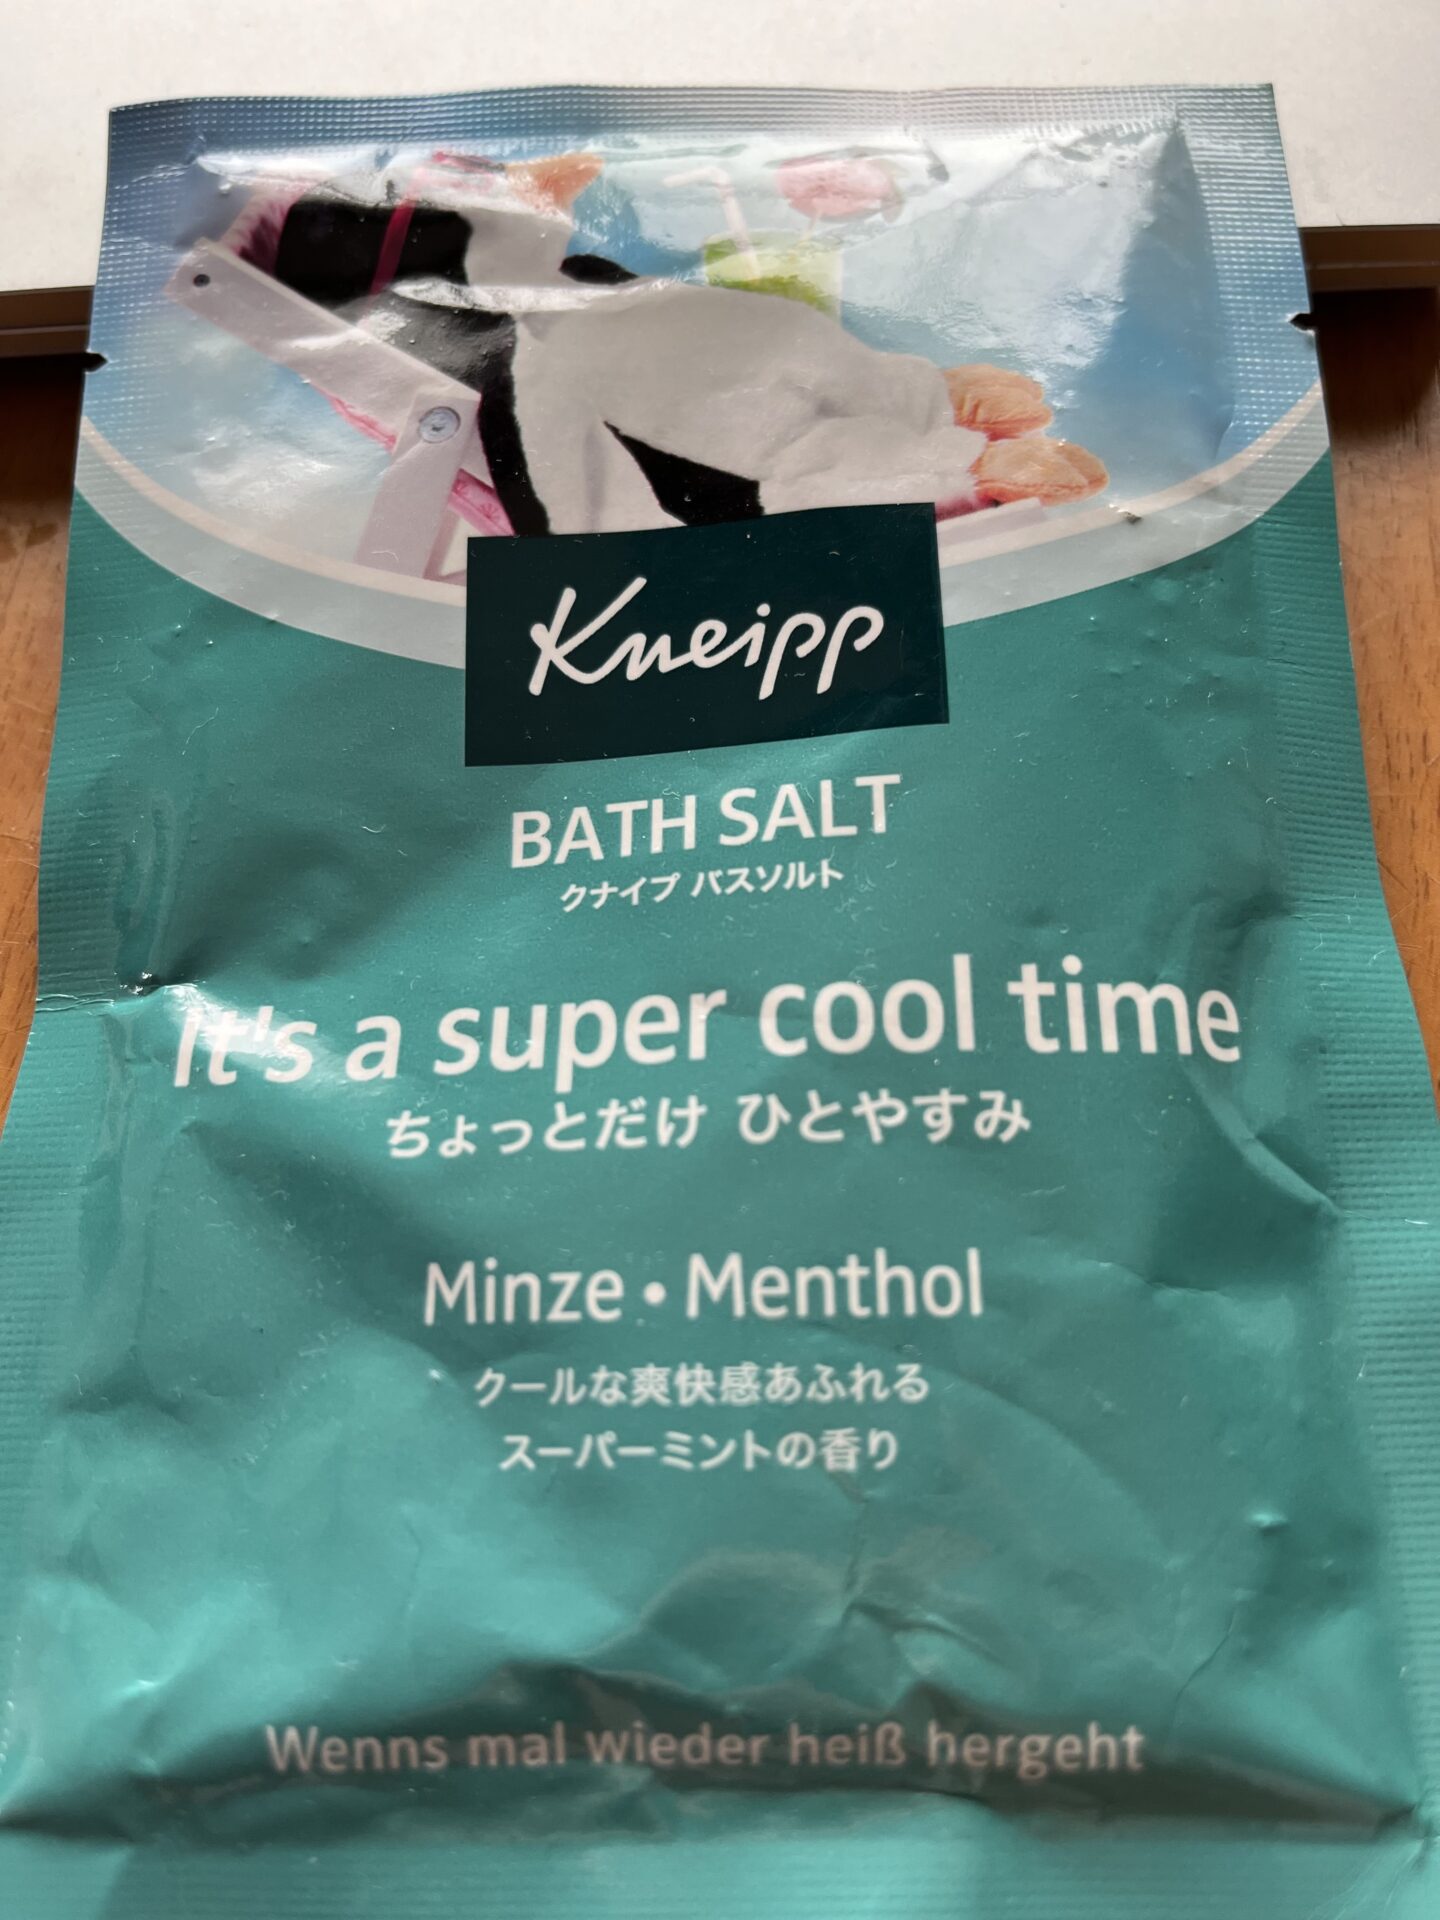 Kneipp
BATH SALT
クナイプ バスソルト
It's a super cool time
ちょっとだけ ひとやすみ
Minze・Menthol
クールな爽快感あふれる
スーパーミントの香り
Wenns mal wieder heiß hergeht